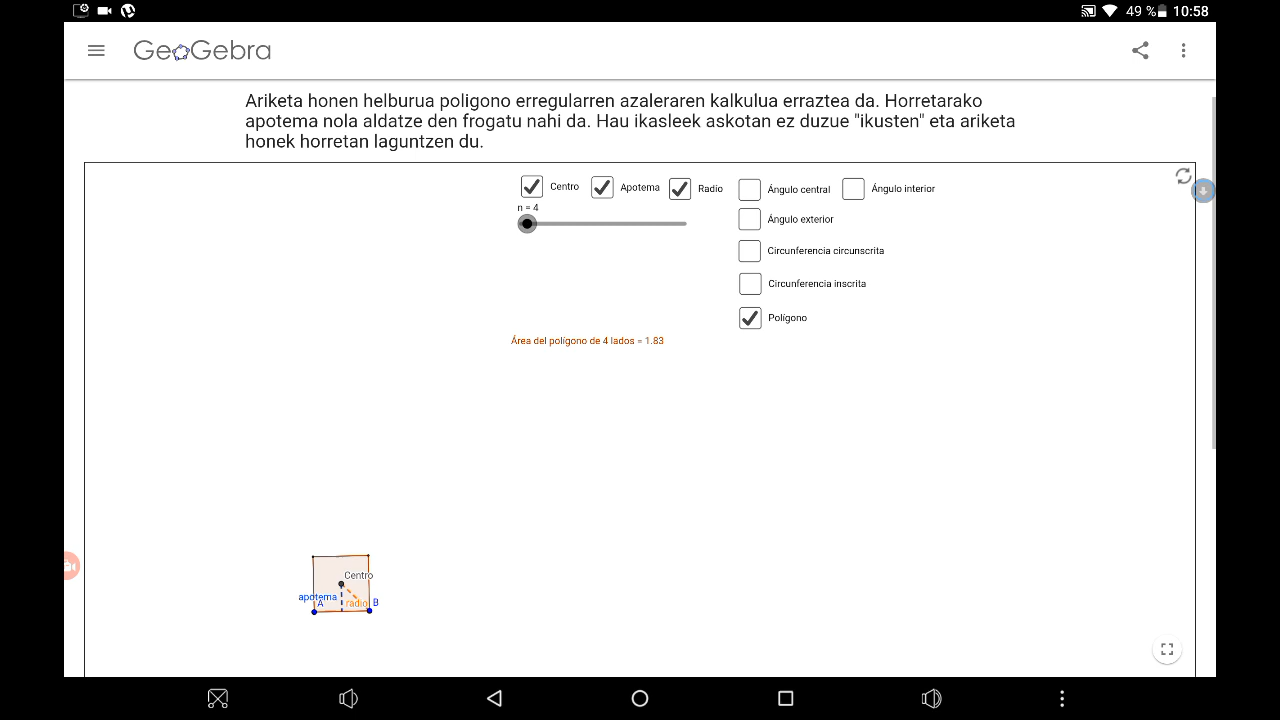 49 % 10:58
GeoGebra
Ariketa honen helburua poligono erregularren azaleraren kalkulua erraztea da. Horretarako
apotema nola aldatze den frogatu nahi da. Hau ikasleek askotan ez duzue "ikusten" eta ariketa
honek horretan laguntzen du.
Centro Apotema Radio Ángulo central Ángulo interior
n = 4
Ángulo exterior
Circunferencia circunscrita
Circunferencia inscrita
Polígono
Área del polígono de 4 lados = 1.83
Centro
apotema
A radio B